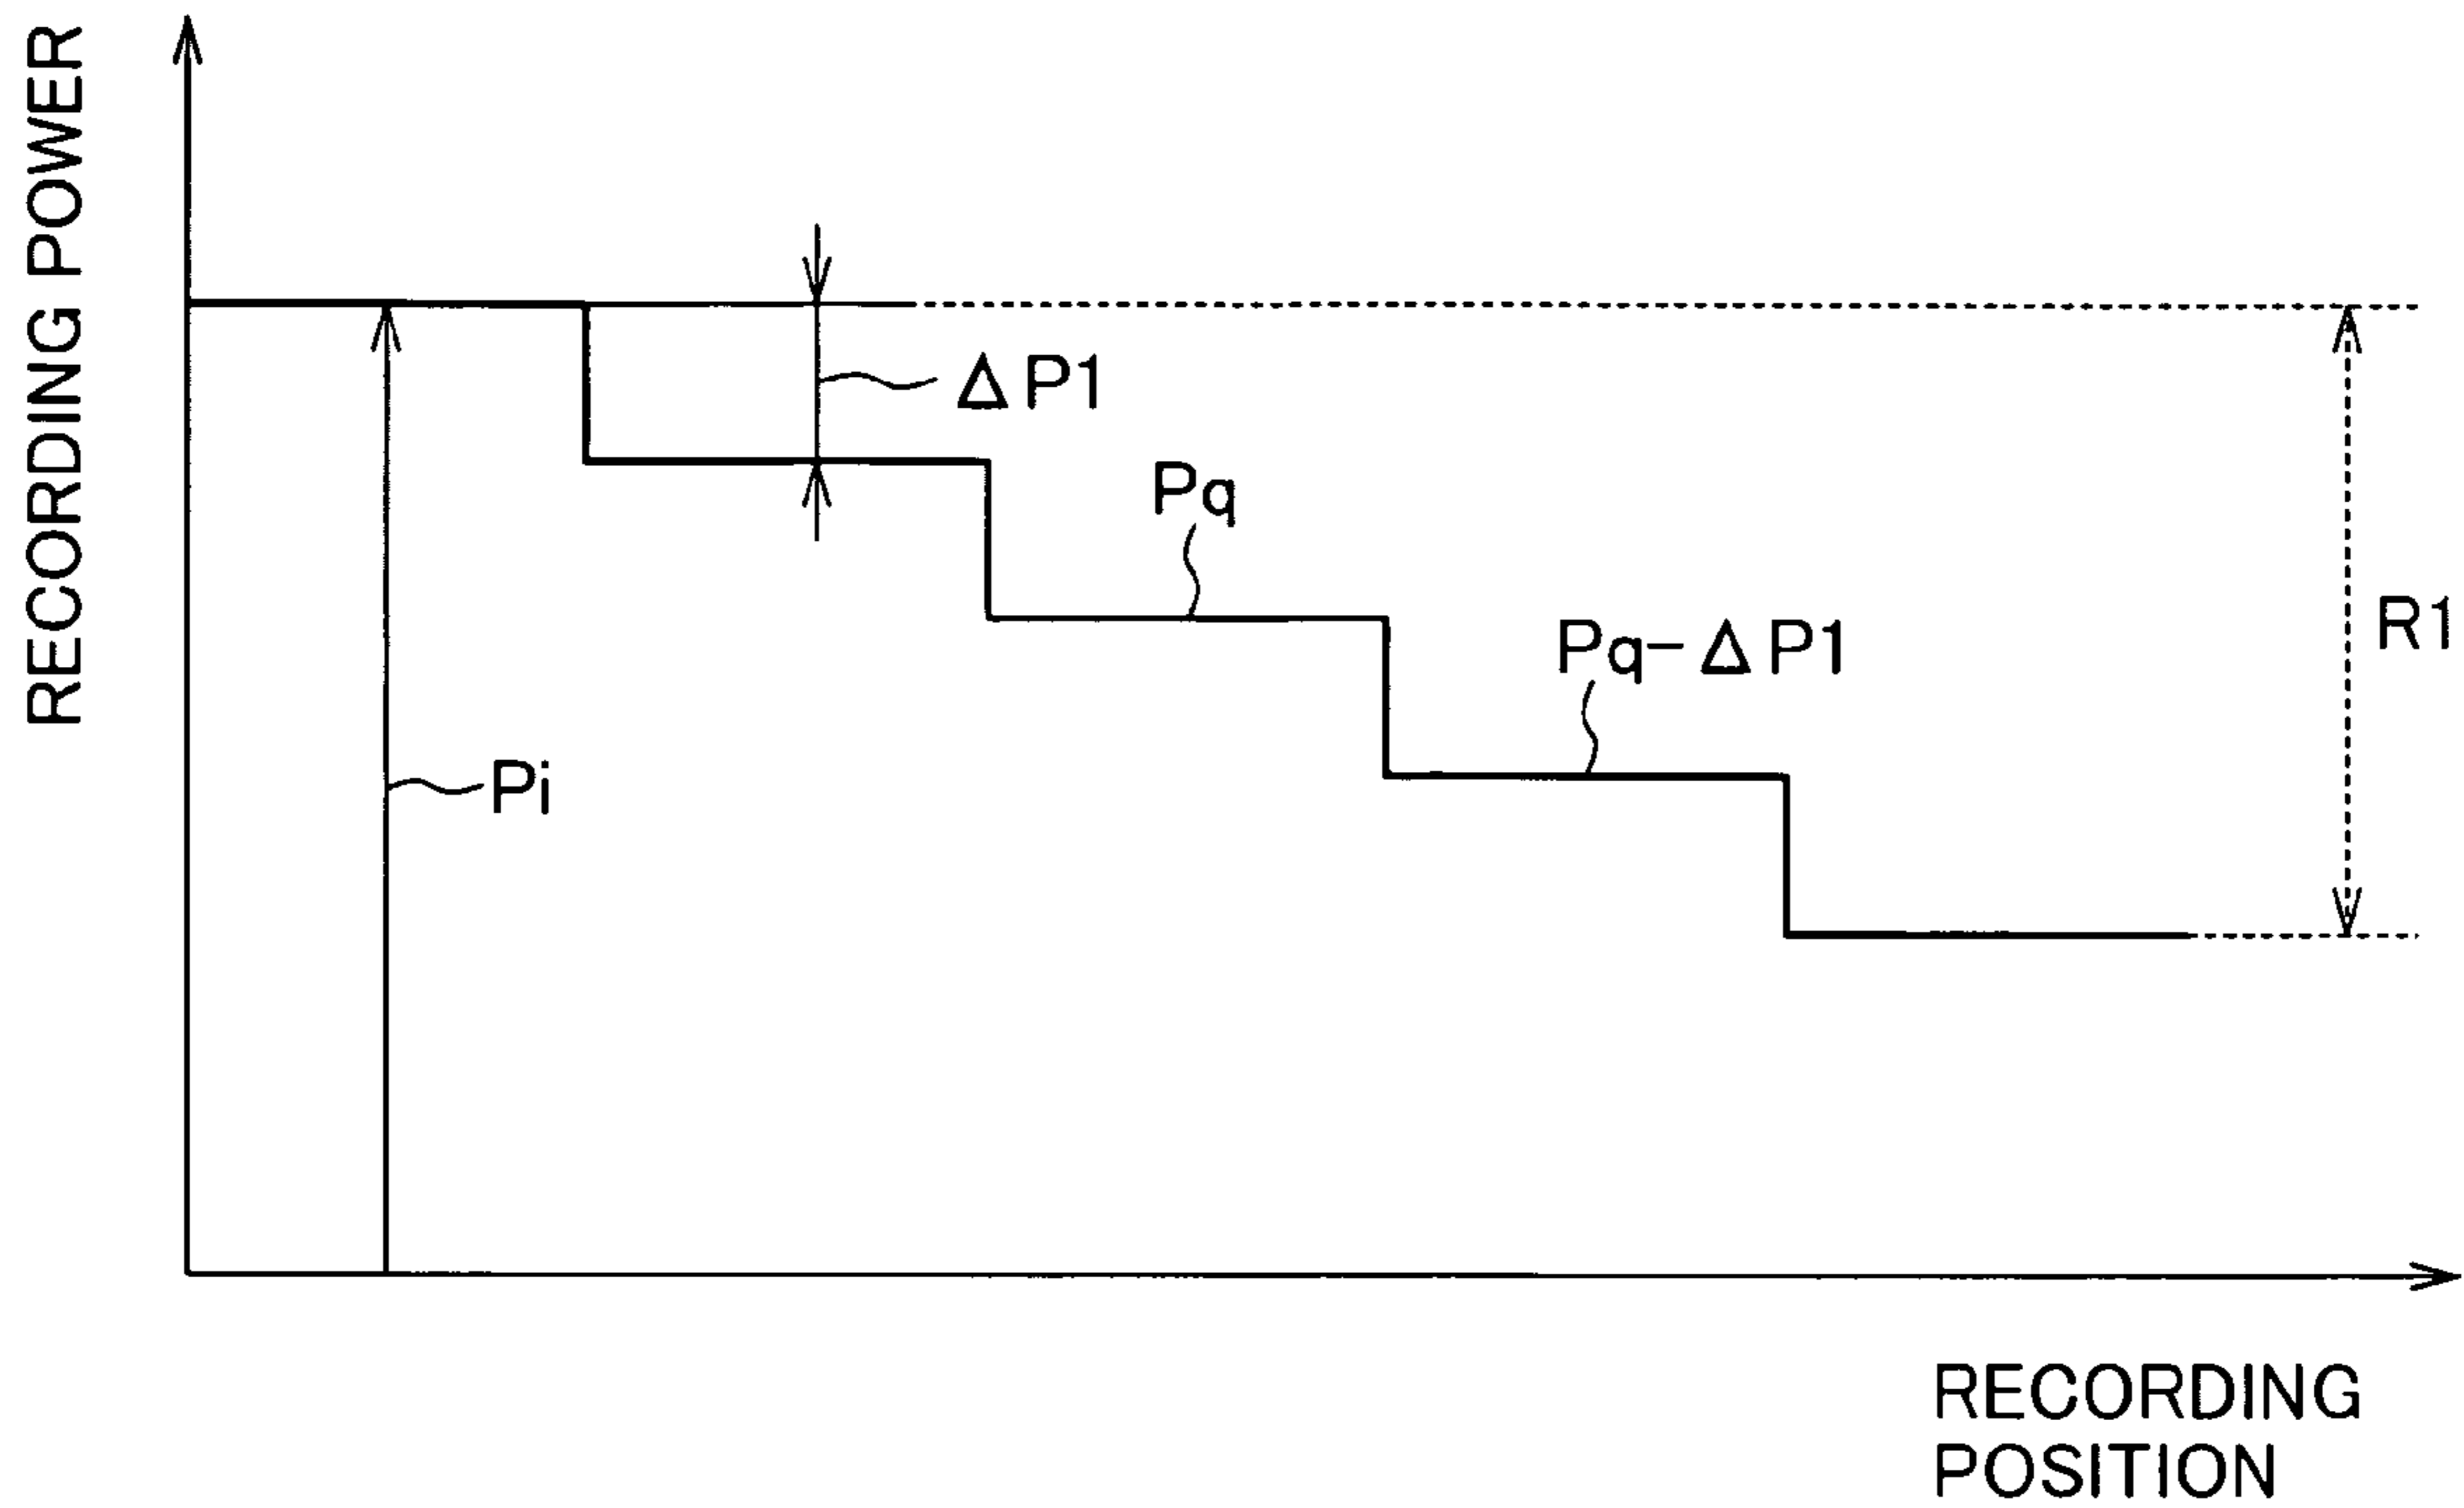 RECORDING POWER
ΔP1
Pq
Pq-ΔP1
R1
Pi
RECORDING
POSITION